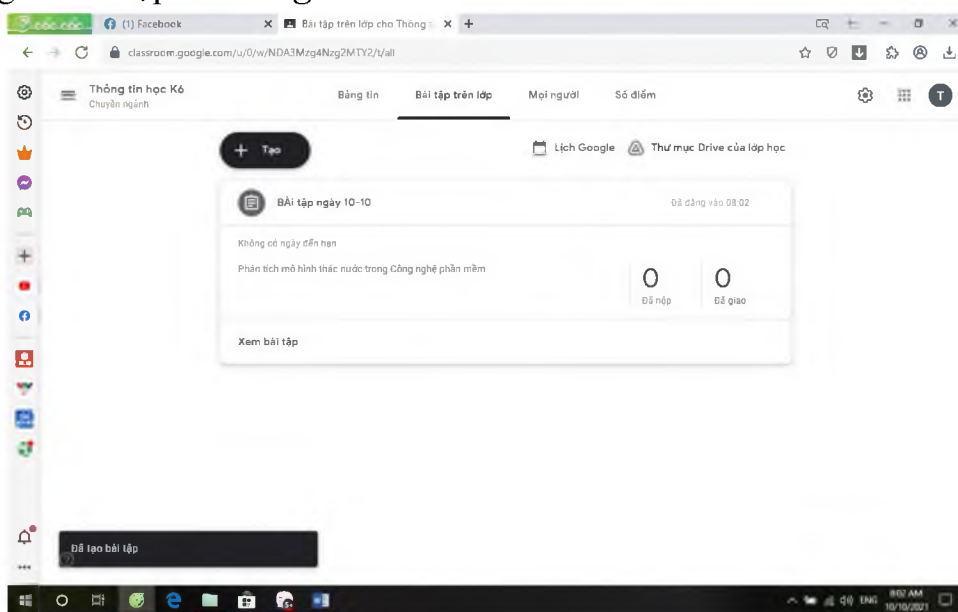 cốc cốc (1) Facebook Bài tập trên lớp cho Thông
classroom.google.com/u/0/w/NDA3Mzg4Nzg2MTY2/t/all
Thông tin học K6
Chuyên ngành
Bảng tin Bài tập trên lớp Mọi người Số điểm
T
Tạo
Lịch Google Thư mục Drive của lớp học
BÀi tập ngày 10-10
Đã đăng vào 08:02
Không có ngày đến hạn
Phân tích mô hình thác nước trong Công nghệ phần mềm
0 0
Đã nộp Đã giao
Xem bài tập
Đã tạo bài tập
ENG 8:02 AM
10/10/2021